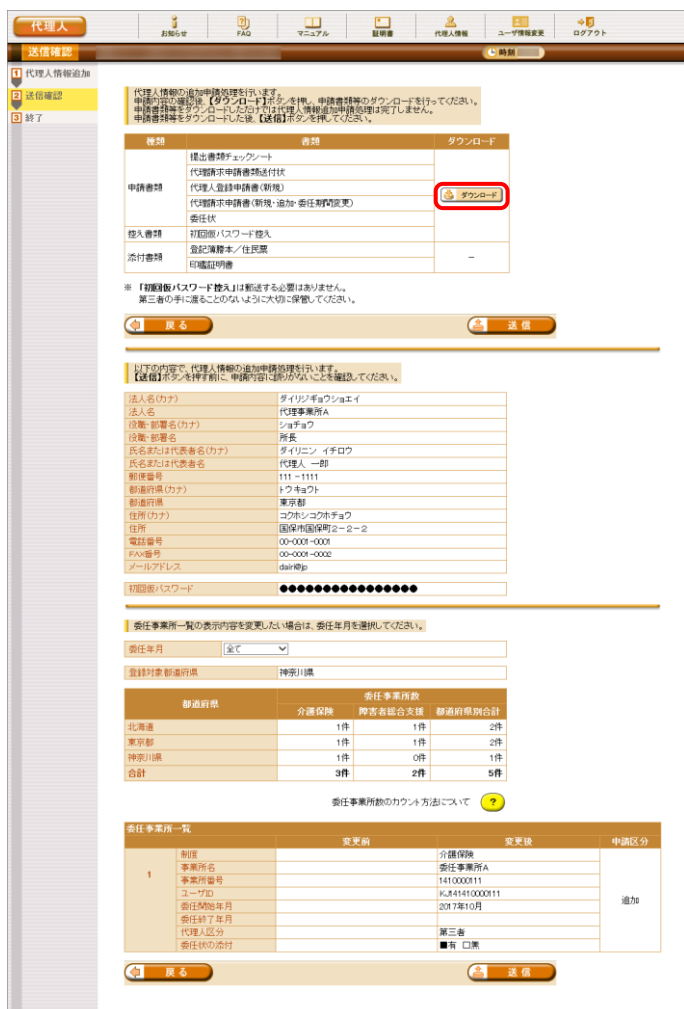 代理人
お知らせ
FAQ
マニュアル
証明書
代理人情報
ユーザ情報変更
ログアウト
送信確認
時刻
1 代理人情報追加
2 送信確認
3 終了
代理人情報の追加申請処理を行います。
申請内容の確認後、【ダウンロード】ボタンを押し、申請書類等のダウンロードを行ってください。
申請書類等をダウンロードしただけでは代理人情報追加申請処理は完了しません。
申請書類等をダウンロードした後、【送信】ボタンを押してください。
種類 書類 ダウンロード
申請書類
提出書類チェックシート
代理請求申請書類送付状
代理人登録申請書(新規)
代理請求申請書(新規・追加・委任期間変更)
委任状
ダウンロード
控え書類 初回仮パスワード控え
添付書類
登記簿謄本/住民票
印鑑証明書
－
※ 「初回仮パスワード控え」は郵送する必要はありません。
第三者の手に渡ることのないように大切に保管してください。
戻る 送信
以下の内容で、代理人情報の追加申請処理を行います。
【送信】ボタンを押す前に、申請内容に誤りがないことを確認してください。
法人名(カナ) ダイリジギョウショエイ
法人名 代理事業所A
役職・部署名(カナ) ショチョウ
役職・部署名 所長
氏名または代表者名(カナ) ダイリニン イチロウ
氏名または代表者名 代理人 一郎
郵便番号 111 -1111
都道府県(カナ) トウキョウト
都道府県 東京都
住所(カナ) コクホシコクホチョウ
住所 国保市国保町2-2-2
電話番号 00-0001-0001
FAX番号 00-0001-0002
メールアドレス dairi@jp
初回仮パスワード ●●●●●●●●●●●●●●●●
委任事業所一覧の表示内容を変更したい場合は、委任年月を選択してください。
委任年月 全て
登録対象都道府県 神奈川県
都道府県 委任事業所数
介護保険 障害者総合支援 都道府県別合計
北海道 1件 1件 2件
東京都 1件 1件 2件
神奈川県 1件 0件 1件
合計 3件 2件 5件
委任事業所数のカウント方法について ?
委任事業所一覧
変更前 変更後 申請区分
1
制度 介護保険
事業所名 委任事業所A
事業所番号 1410000111
ユーザID KJ141410000111
委任開始年月 2017年10月
委任終了年月
代理人区分 第三者
委任状の添付 ■有 □無
追加
戻る 送信